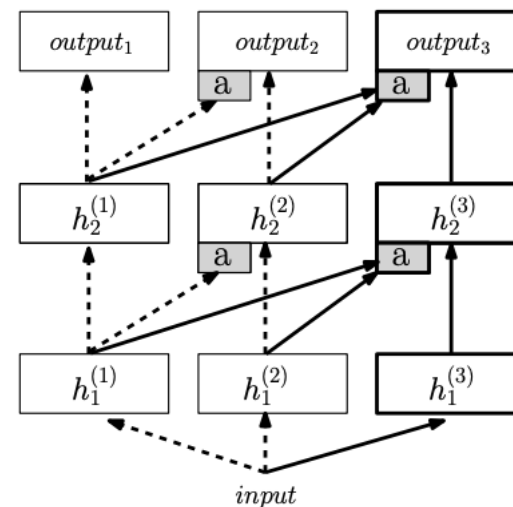 output₁ output₂ output₃
a a
h₂⁽¹⁾ h₂⁽²⁾ h₂⁽³⁾
a a
h₁⁽¹⁾ h₁⁽²⁾ h₁⁽³⁾
input